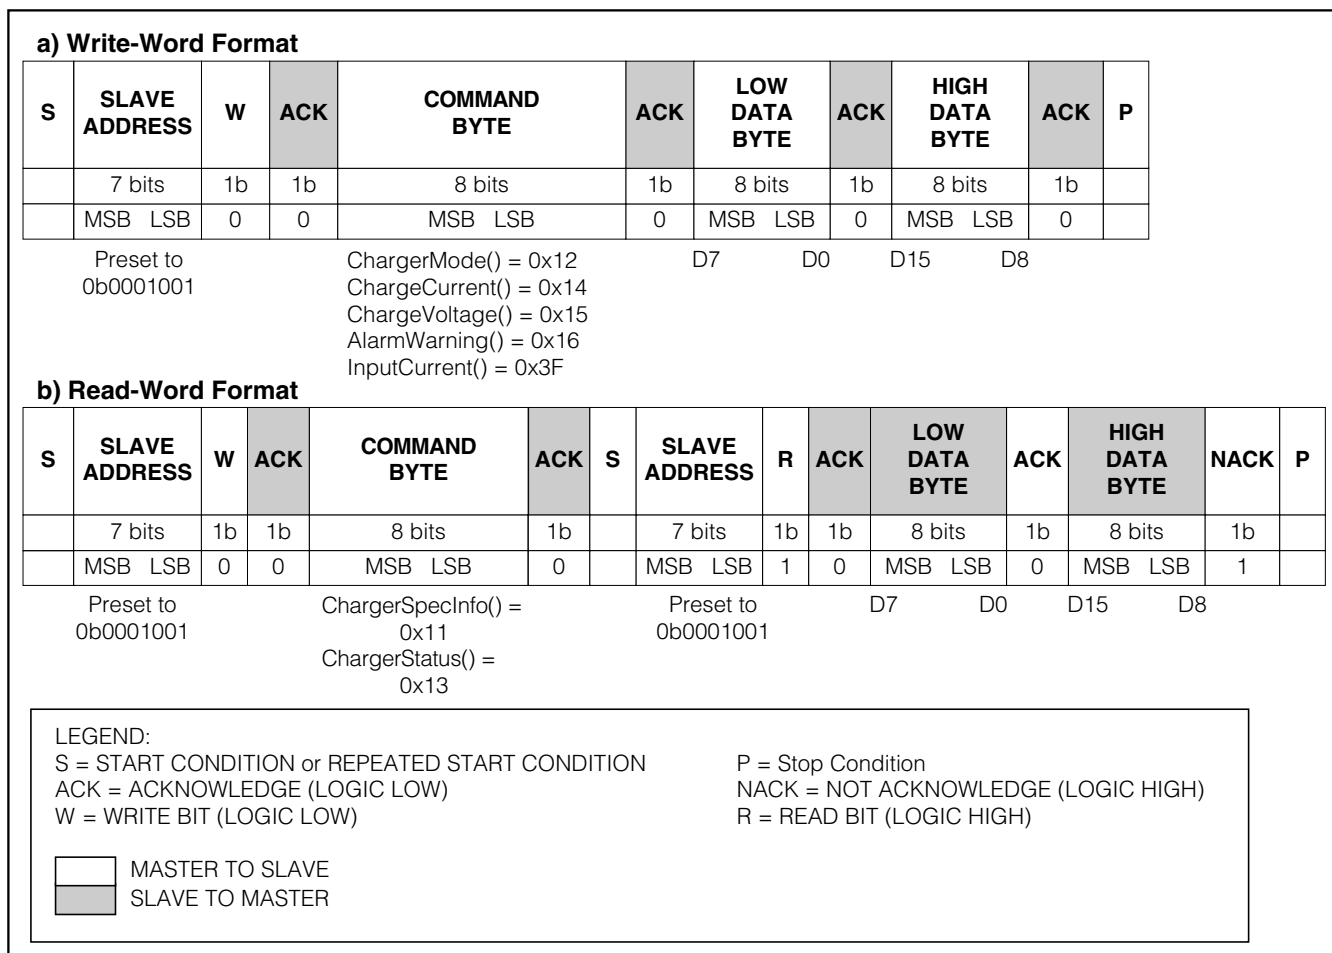 a) Write-Word Format
S SLAVE ADDRESS W ACK COMMAND BYTE ACK LOW DATA BYTE ACK HIGH DATA BYTE ACK P
7 bits 1b 1b 8 bits 1b 8 bits 1b 8 bits 1b
MSB LSB 0 0 MSB LSB 0 MSB LSB 0 MSB LSB 0
Preset to 0b0001001
ChargerMode() = 0x12
ChargeCurrent() = 0x14
ChargeVoltage() = 0x15
AlarmWarning() = 0x16
InputCurrent() = 0x3F
D7 D0 D15 D8
b) Read-Word Format
S SLAVE ADDRESS W ACK COMMAND BYTE ACK S SLAVE ADDRESS R ACK LOW DATA BYTE ACK HIGH DATA BYTE NACK P
7 bits 1b 1b 8 bits 1b 7 bits 1b 1b 8 bits 1b 8 bits 1b
MSB LSB 0 0 MSB LSB 0 MSB LSB 1 0 MSB LSB 0 MSB LSB 1
Preset to 0b0001001
ChargerSpecInfo() =
0x11
ChargerStatus() =
0x13
Preset to 0b0001001
D7 D0 D15 D8
LEGEND:
S = START CONDITION or REPEATED START CONDITION
ACK = ACKNOWLEDGE (LOGIC LOW)
W = WRITE BIT (LOGIC LOW)
P = Stop Condition
NACK = NOT ACKNOWLEDGE (LOGIC HIGH)
R = READ BIT (LOGIC HIGH)
MASTER TO SLAVE
SLAVE TO MASTER